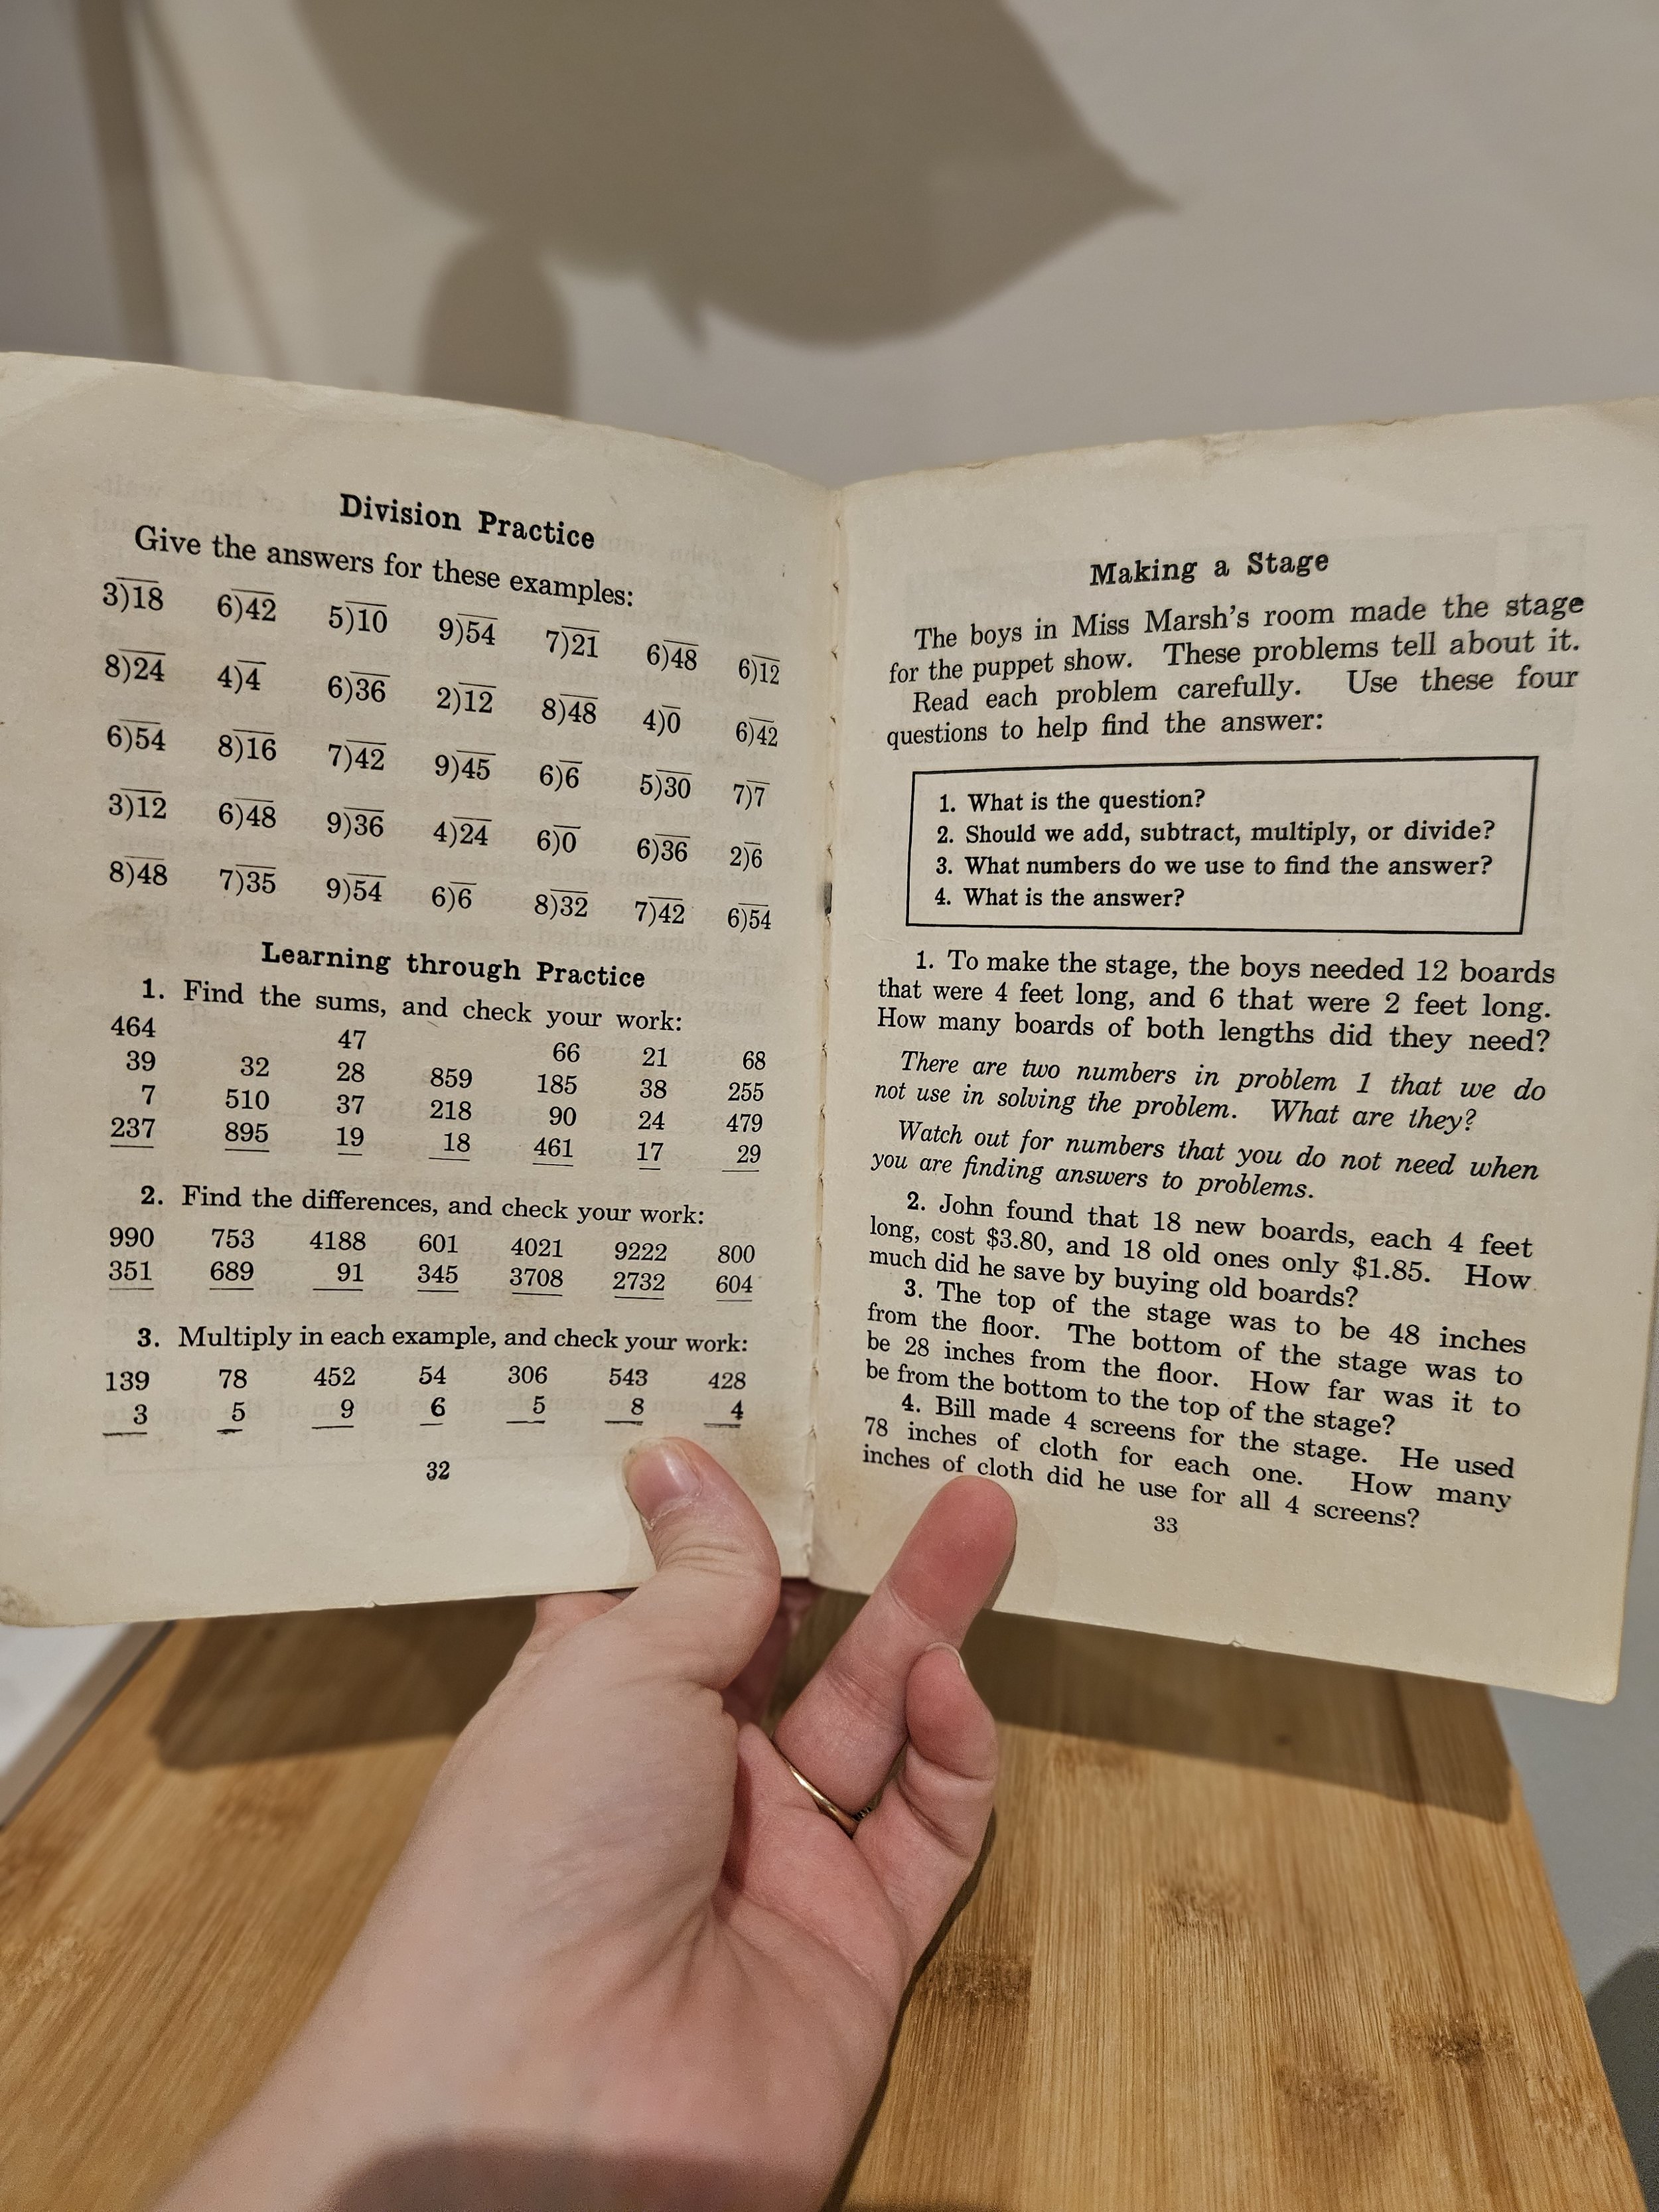 Division Practice
Give the answers for these examples:
3)18 6)42 5)10 9)54 7)21 6)48 6)12
8)24 4)4 6)36 2)12 8)48 4)0 6)42
6)54 8)16 7)42 9)45 6)6 5)30 7)7
3)12 6)48 9)36 4)24 6)0 6)36 2)6
8)48 7)35 9)54 6)6 8)32 7)42 6)54
Learning through Practice
1. Find the sums, and check your work:
464 47 66 21 68
39 32 28 859 185 38 255
7 510 37 218 90 24 479
237 895 19 18 461 17 29
2. Find the differences, and check your work:
990 753 4188 601 4021 9222 800
351 689 91 345 3708 2732 604
3. Multiply in each example, and check your work:
139 78 452 54 306 543 428
3 5 9 6 5 8 4
32
Making a Stage
The boys in Miss Marsh's room made the stage
for the puppet show. These problems tell about it.
Read each problem carefully. Use these four
questions to help find the answer:
1. What is the question?
2. Should we add, subtract, multiply, or divide?
3. What numbers do we use to find the answer?
4. What is the answer?
1. To make the stage, the boys needed 12 boards
that were 4 feet long, and 6 that were 2 feet long.
How many boards of both lengths did they need?
There are two numbers in problem 1 that we do
not use in solving the problem. What are they?
Watch out for numbers that you do not need when
you are finding answers to problems.
2. John found that 18 new boards, each 4 feet
long, cost $3.80, and 18 old ones only $1.85. How
much did he save by buying old boards?
3. The top of the stage was to be 48 inches
from the floor. The bottom of the stage was to
be 28 inches from the floor. How far was it to
be from the bottom to the top of the stage?
4. Bill made 4 screens for the stage. He used
78 inches of cloth for each one. How many
inches of cloth did he use for all 4 screens?
33